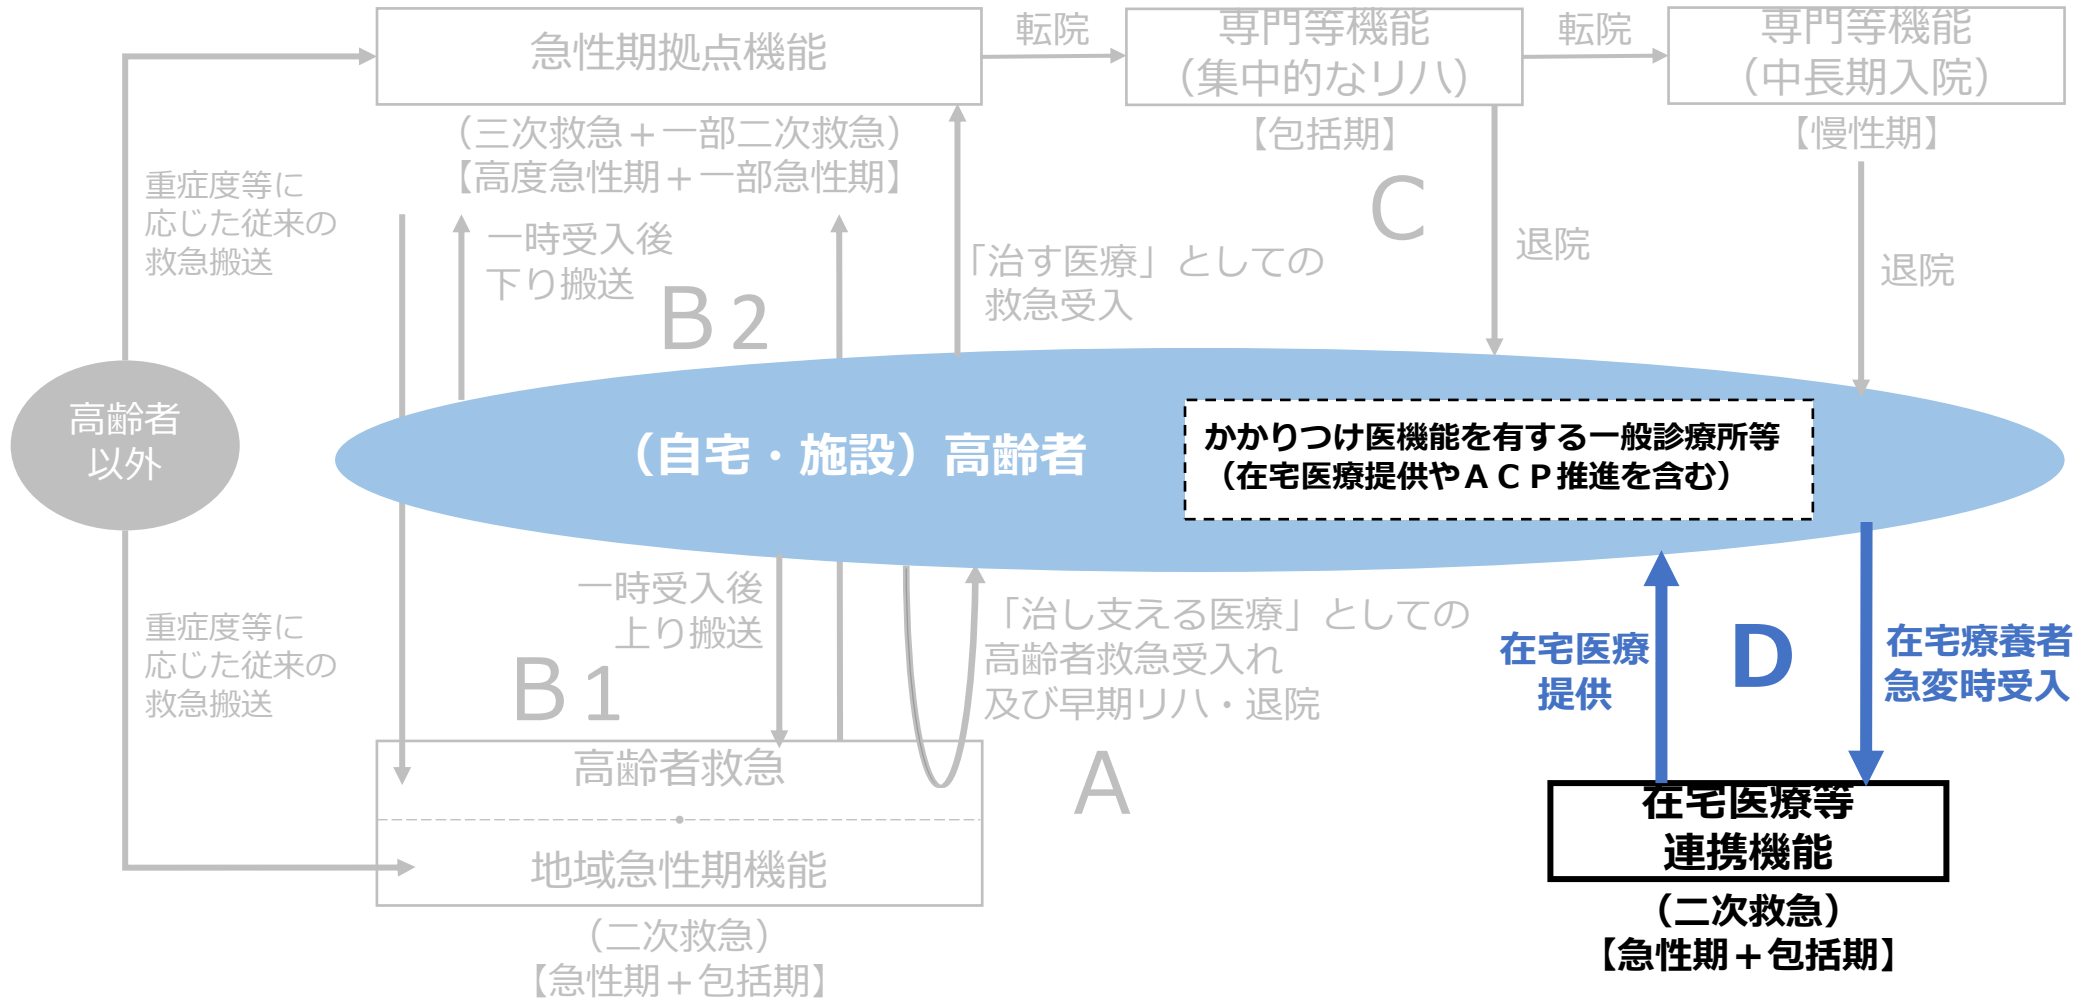 急性期拠点機能
転院
専門等機能
（集中的なリハ）
転院
専門等機能
（中長期入院）
（三次救急＋一部二次救急）
【高度急性期＋一部急性期】
【包括期】
【慢性期】
重症度等に
応じた従来の
救急搬送
一時受入後
下り搬送
B2
「治す医療」としての
救急受入
C
退院
退院
高齢者
以外
（自宅・施設）高齢者
かかりつけ医機能を有する一般診療所等
（在宅医療提供やＡＣＰ推進を含む）
重症度等に
応じた従来の
救急搬送
一時受入後
上り搬送
B1
「治し支える医療」としての
高齢者救急受入れ
及び早期リハ・退院
A
在宅医療
提供
D
在宅療養者
急変時受入
高齢者救急
地域急性期機能
（二次救急）
【急性期＋包括期】
在宅医療等
連携機能
（二次救急）
【急性期＋包括期】